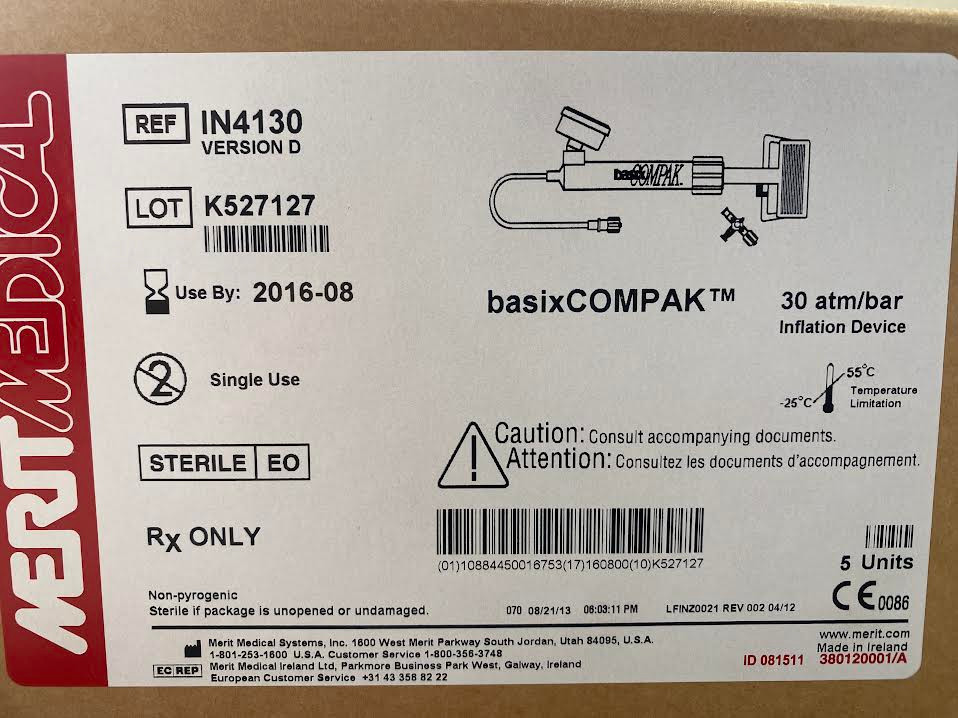 MERIT MEDICAL
REF IN4130
VERSION D
LOT K527127
Use By: 2016-08
2 Single Use
STERILE EO
Rx ONLY
Non-pyrogenic
Sterile if package is unopened or undamaged.
basixCOMPAK
basixCOMPAK™
30 atm/bar
Inflation Device
55°C
-25°C
Temperature
Limitation
Caution: Consult accompanying documents.
Attention: Consultez les documents d'accompagnement.
(01)10884450016753(17)160800(10)K527127
5 Units
CE 0086
070 08/21/13 06:03:11 PM LFINZ0021 REV 002 04/12
Merit Medical Systems, Inc. 1600 West Merit Parkway South Jordan, Utah 84095, U.S.A.
1-801-253-1600 U.S.A. Customer Service 1-800-356-3748
EC REP Merit Medical Ireland Ltd, Parkmore Business Park West, Galway, Ireland
European Customer Service +31 43 358 82 22
www.merit.com
Made in Ireland
ID 081511 380120001/A